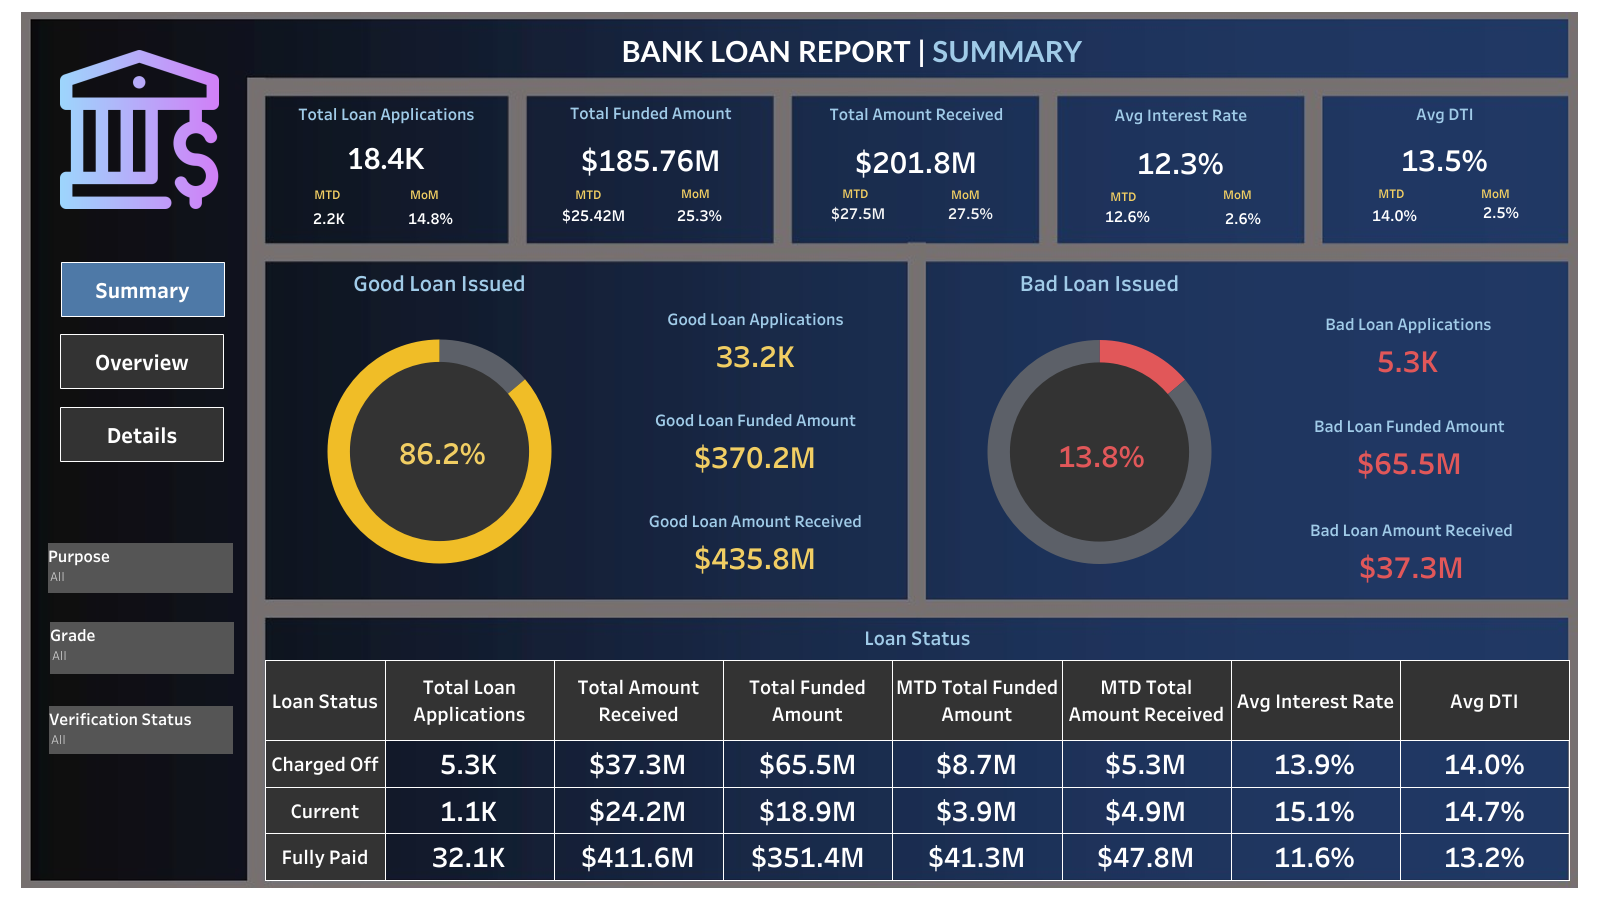 BANK LOAN REPORT | SUMMARY
Total Loan Applications
18.4K
MTD MoM
2.2K 14.8%
Total Funded Amount
$185.76M
MTD MoM
$25.42M 25.3%
Total Amount Received
$201.8M
MTD MoM
$27.5M 27.5%
Avg Interest Rate
12.3%
MTD MoM
12.6% 2.6%
Avg DTI
13.5%
MTD MoM
14.0% 2.5%
Summary
Overview
Details
Purpose
All
Grade
All
Verification Status
All
Good Loan Issued
86.2%
Good Loan Applications
33.2K
Good Loan Funded Amount
$370.2M
Good Loan Amount Received
$435.8M
Bad Loan Issued
13.8%
Bad Loan Applications
5.3K
Bad Loan Funded Amount
$65.5M
Bad Loan Amount Received
$37.3M
Loan Status
Loan Status
Total Loan
Applications
Total Amount
Received
Total Funded
Amount
MTD Total Funded
Amount
MTD Total
Amount Received
Avg Interest Rate
Avg DTI
Charged Off 5.3K $37.3M $65.5M $8.7M $5.3M 13.9% 14.0%
Current 1.1K $24.2M $18.9M $3.9M $4.9M 15.1% 14.7%
Fully Paid 32.1K $411.6M $351.4M $41.3M $47.8M 11.6% 13.2%